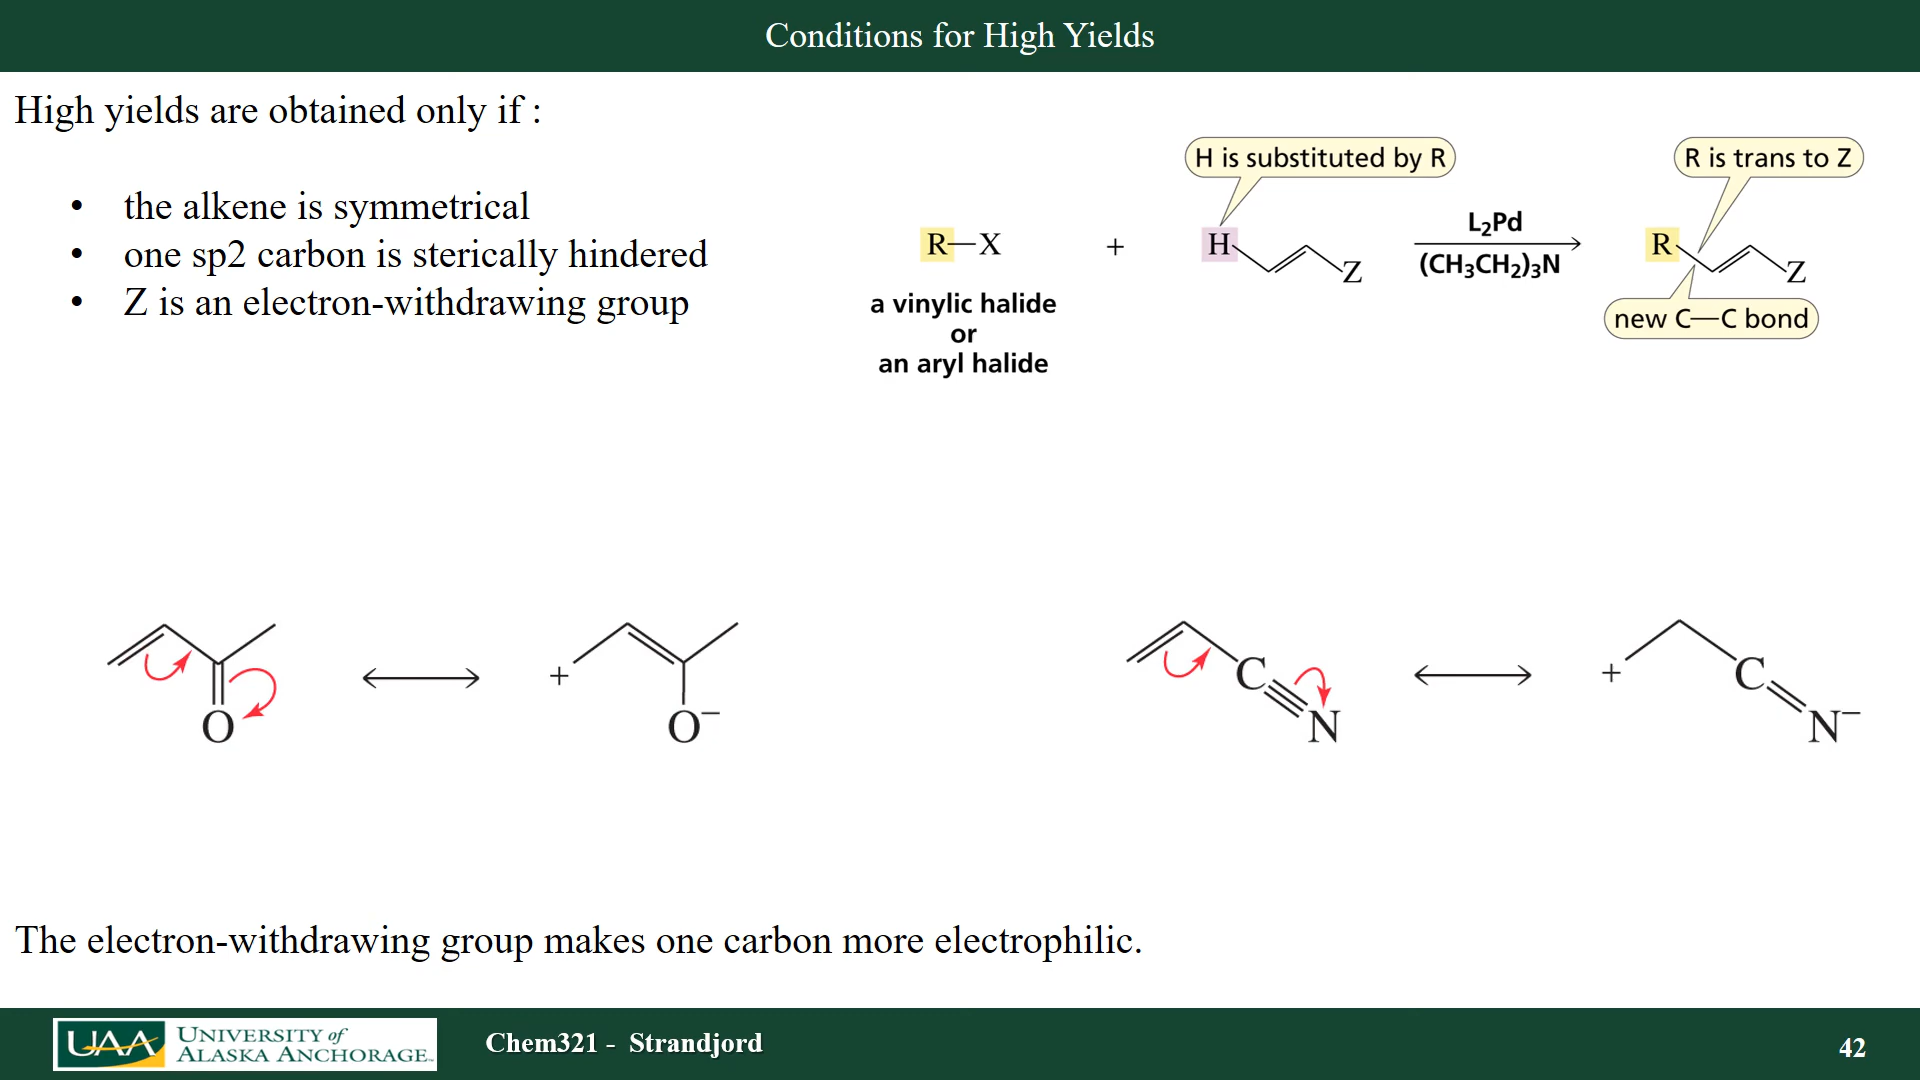 Conditions for High Yields
High yields are obtained only if :
• the alkene is symmetrical
• one sp2 carbon is sterically hindered
• Z is an electron-withdrawing group
H is substituted by R
R is trans to Z
R—X + H Z
L₂Pd
(CH₃CH₂)₃N
R Z
a vinylic halide
or
an aryl halide
new C—C bond
O
+ O⁻
C N
+ C N⁻
The electron-withdrawing group makes one carbon more electrophilic.
UAA
UNIVERSITY of
ALASKA ANCHORAGE
Chem321 - Strandjord
42